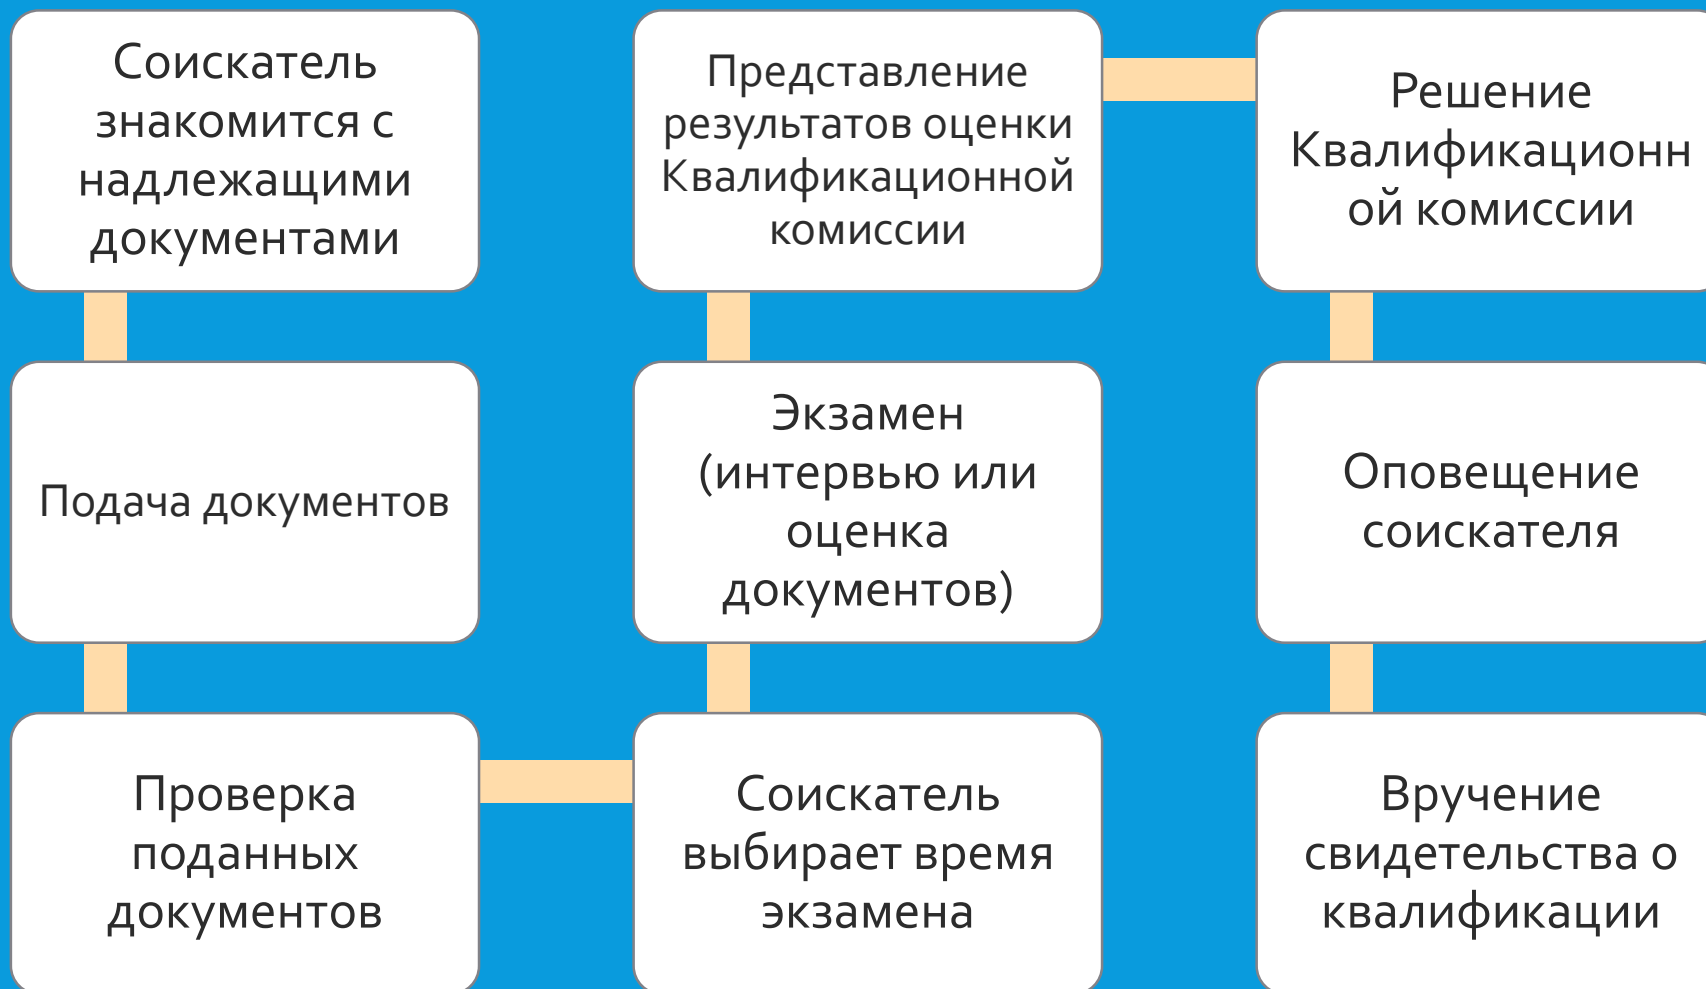 Соискатель
знакомится с
надлежащими
документами
Подача документов
Проверка
поданных
документов
Соискатель
выбирает время
экзамена
Экзамен
(интервью или
оценка
документов)
Представление
результатов оценки
Квалификационной
комиссии
Решение
Квалификационн
ой комиссии
Оповещение
соискателя
Вручение
свидетельства о
квалификации